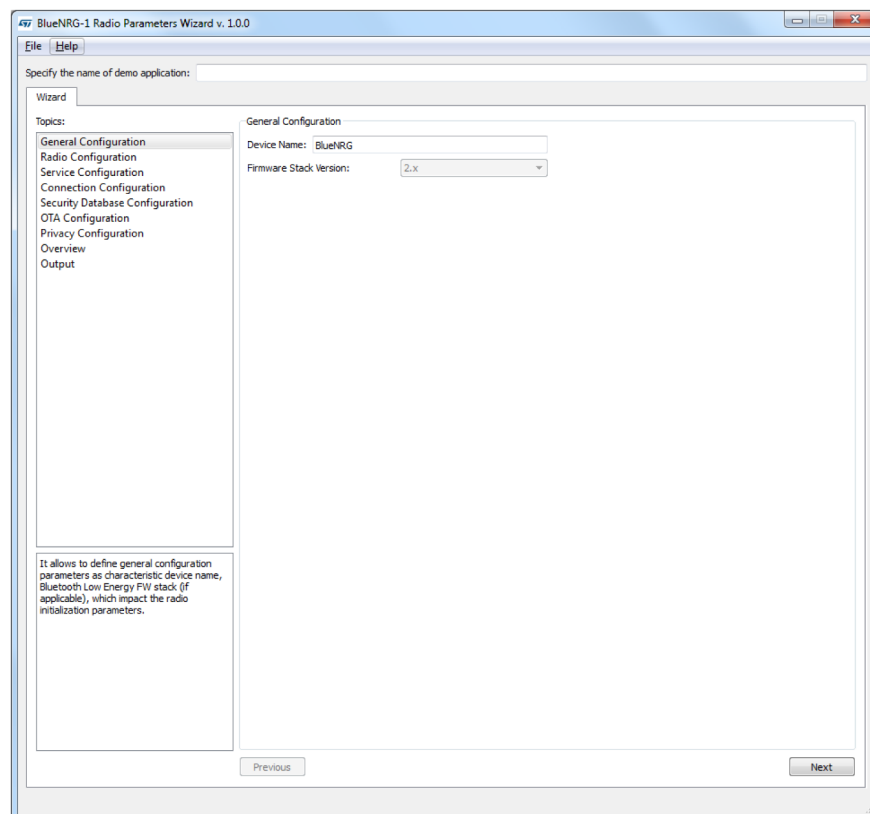 BlueNRG-1 Radio Parameters Wizard v. 1.0.0
File Help
Specify the name of demo application:
Wizard
Topics:
General Configuration
Radio Configuration
Service Configuration
Connection Configuration
Security Database Configuration
OTA Configuration
Privacy Configuration
Overview
Output
It allows to define general configuration
parameters as characteristic device name,
Bluetooth Low Energy FW stack (if
applicable), which impact the radio
initialization parameters.
General Configuration
Device Name: BlueNRG
Firmware Stack Version: 2.x
Previous Next